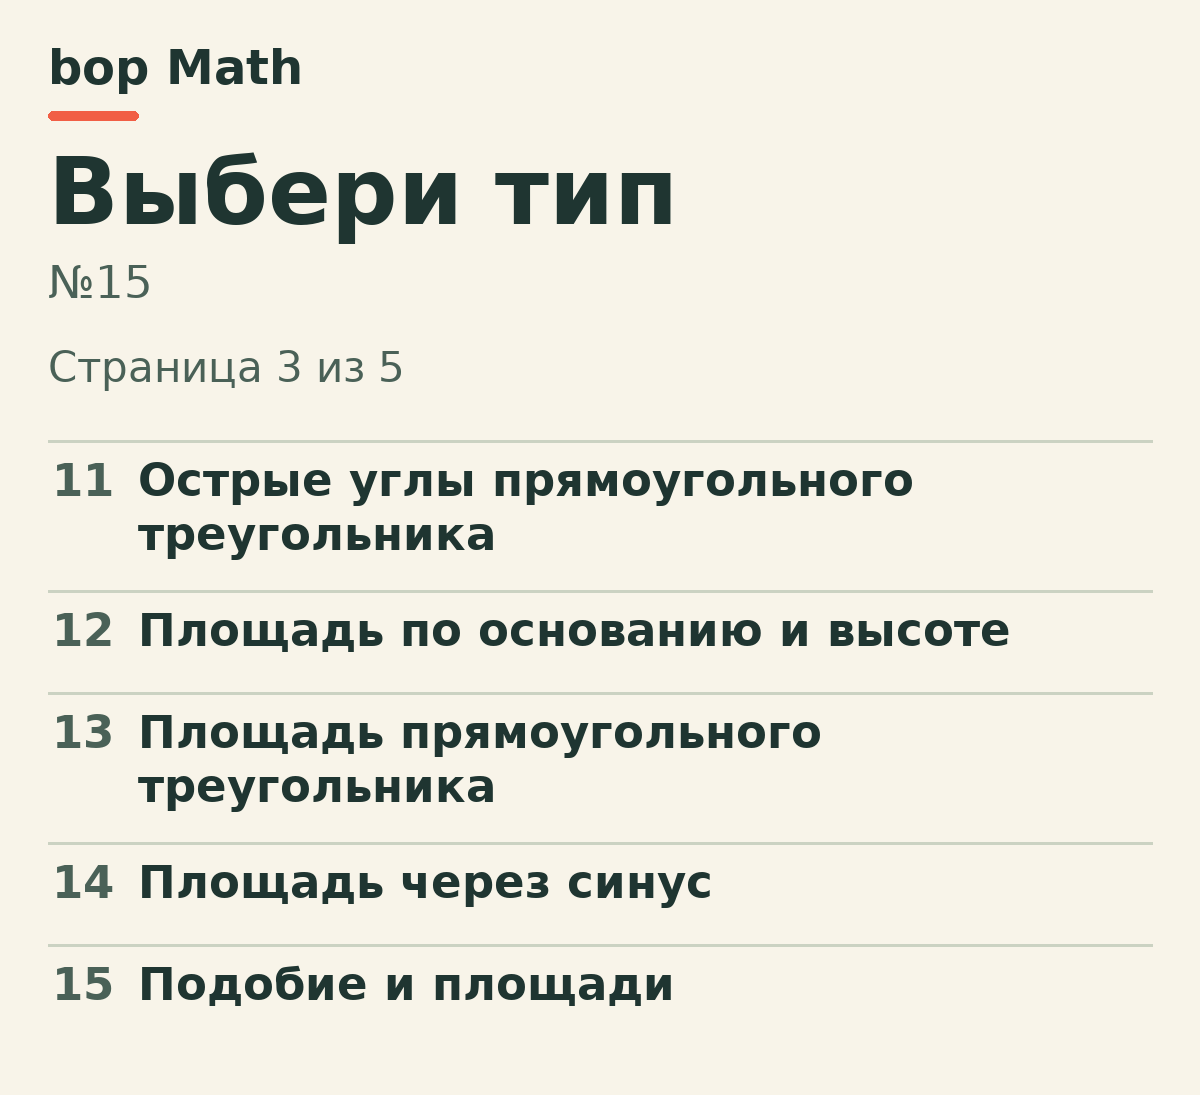 bop Math
Выбери тип
№15
Страница 3 из 5
11 Острые углы прямоугольного
треугольника
12 Площадь по основанию и высоте
13 Площадь прямоугольного
треугольника
14 Площадь через синус
15 Подобие и площади